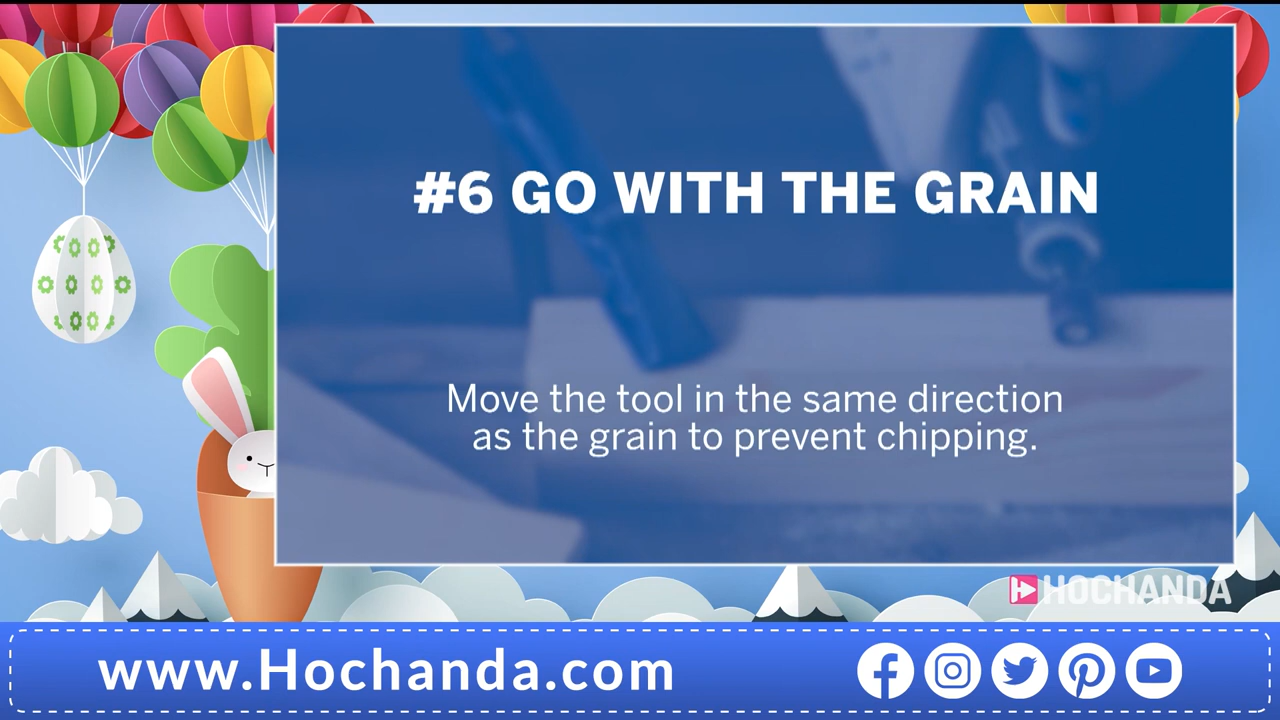 #6 GO WITH THE GRAIN
Move the tool in the same direction
as the grain to prevent chipping.
HOCHANDA
www.Hochanda.com